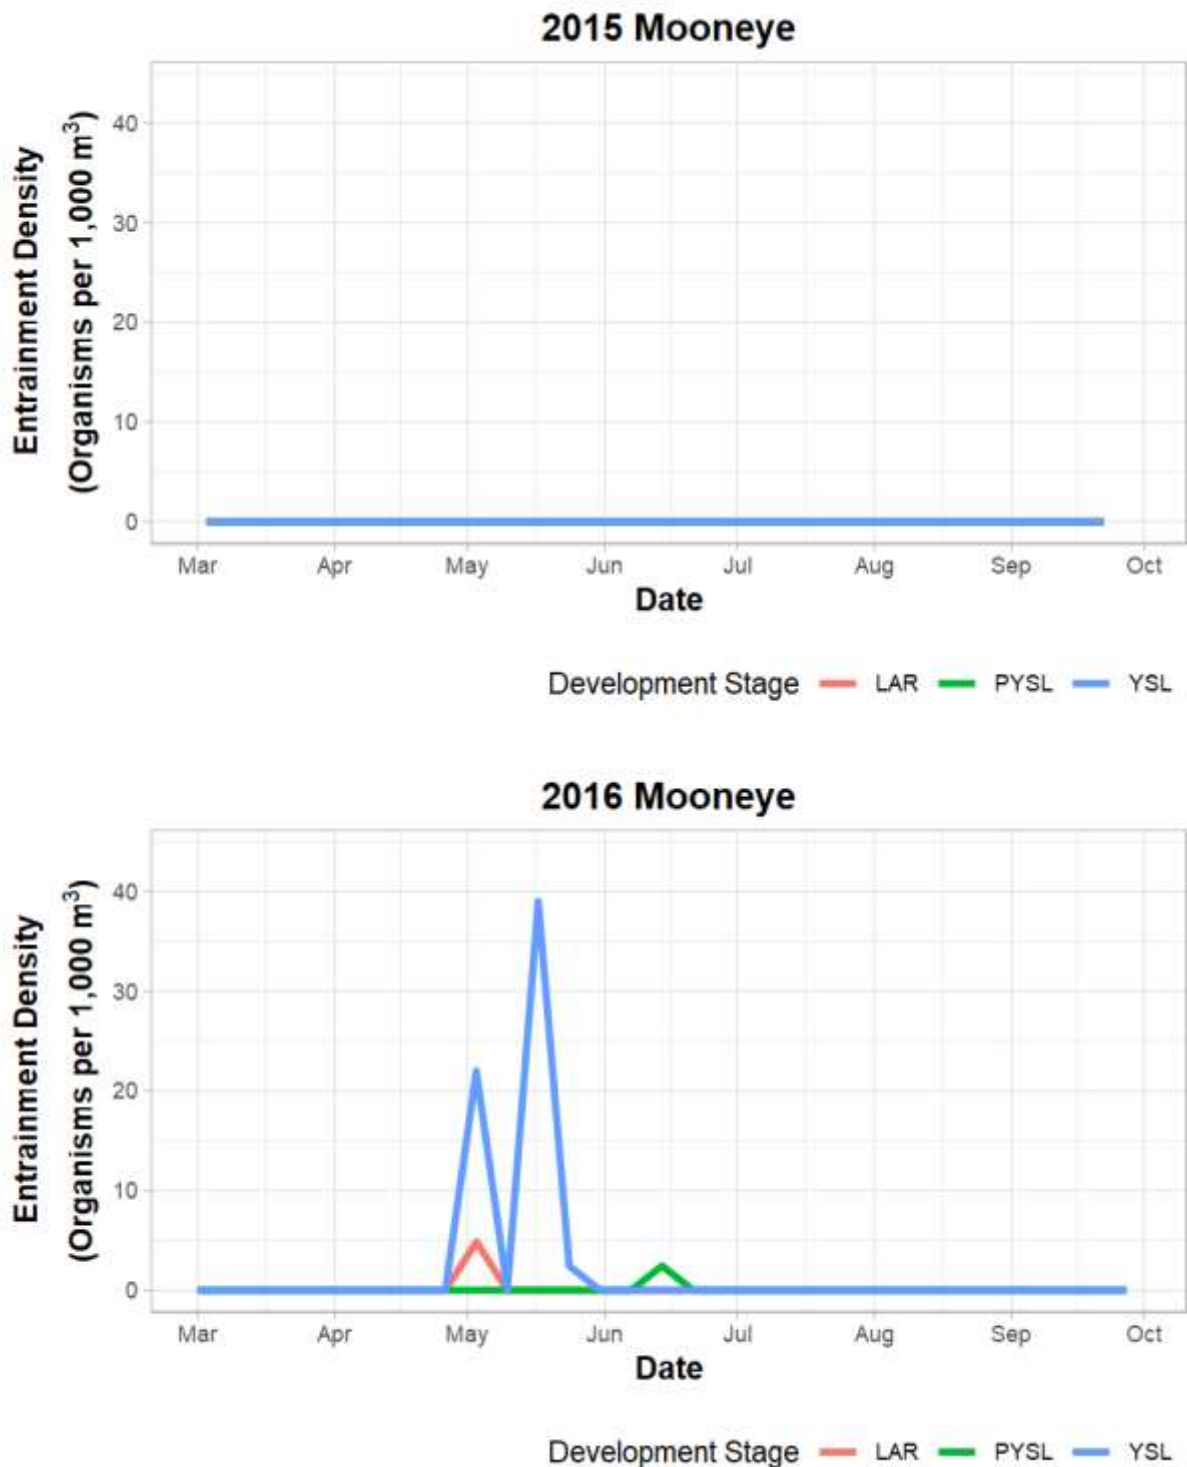 2015 Mooneye
Entrainment Density
(Organisms per 1,000 m³)
40
30
20
10
0
Mar Apr May Jun Jul Aug Sep Oct
Date
Development Stage LAR PYSL YSL
2016 Mooneye
Entrainment Density
(Organisms per 1,000 m³)
40
30
20
10
0
Mar Apr May Jun Jul Aug Sep Oct
Date
Development Stage LAR PYSL YSL